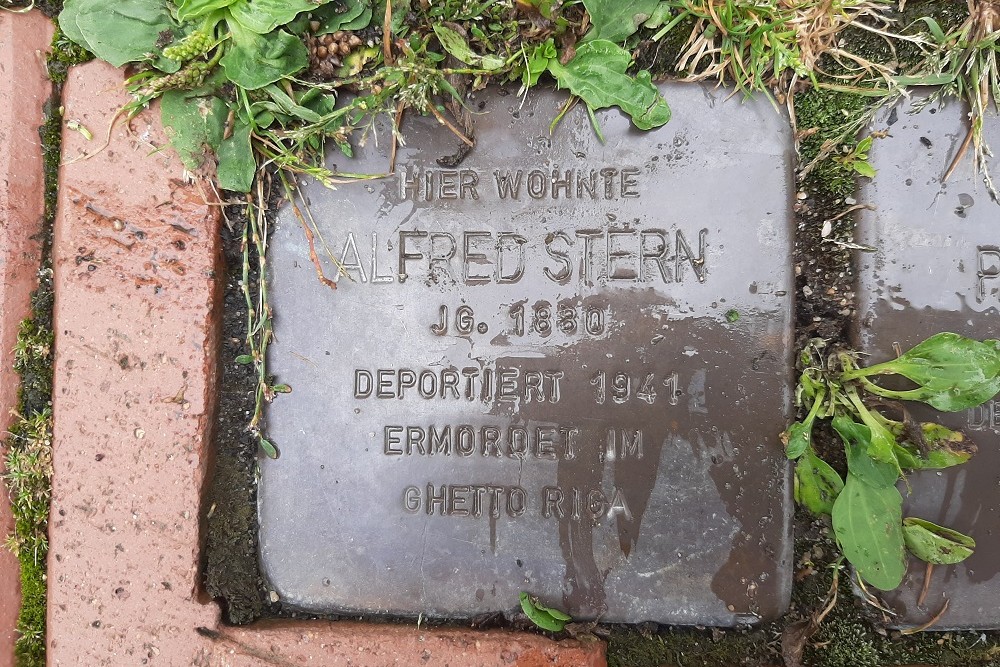 HIER WOHNTE
ALFRED STERN
JG. 1880
DEPORTIERT 1941
ERMORDET IM
GHETTO RIGA